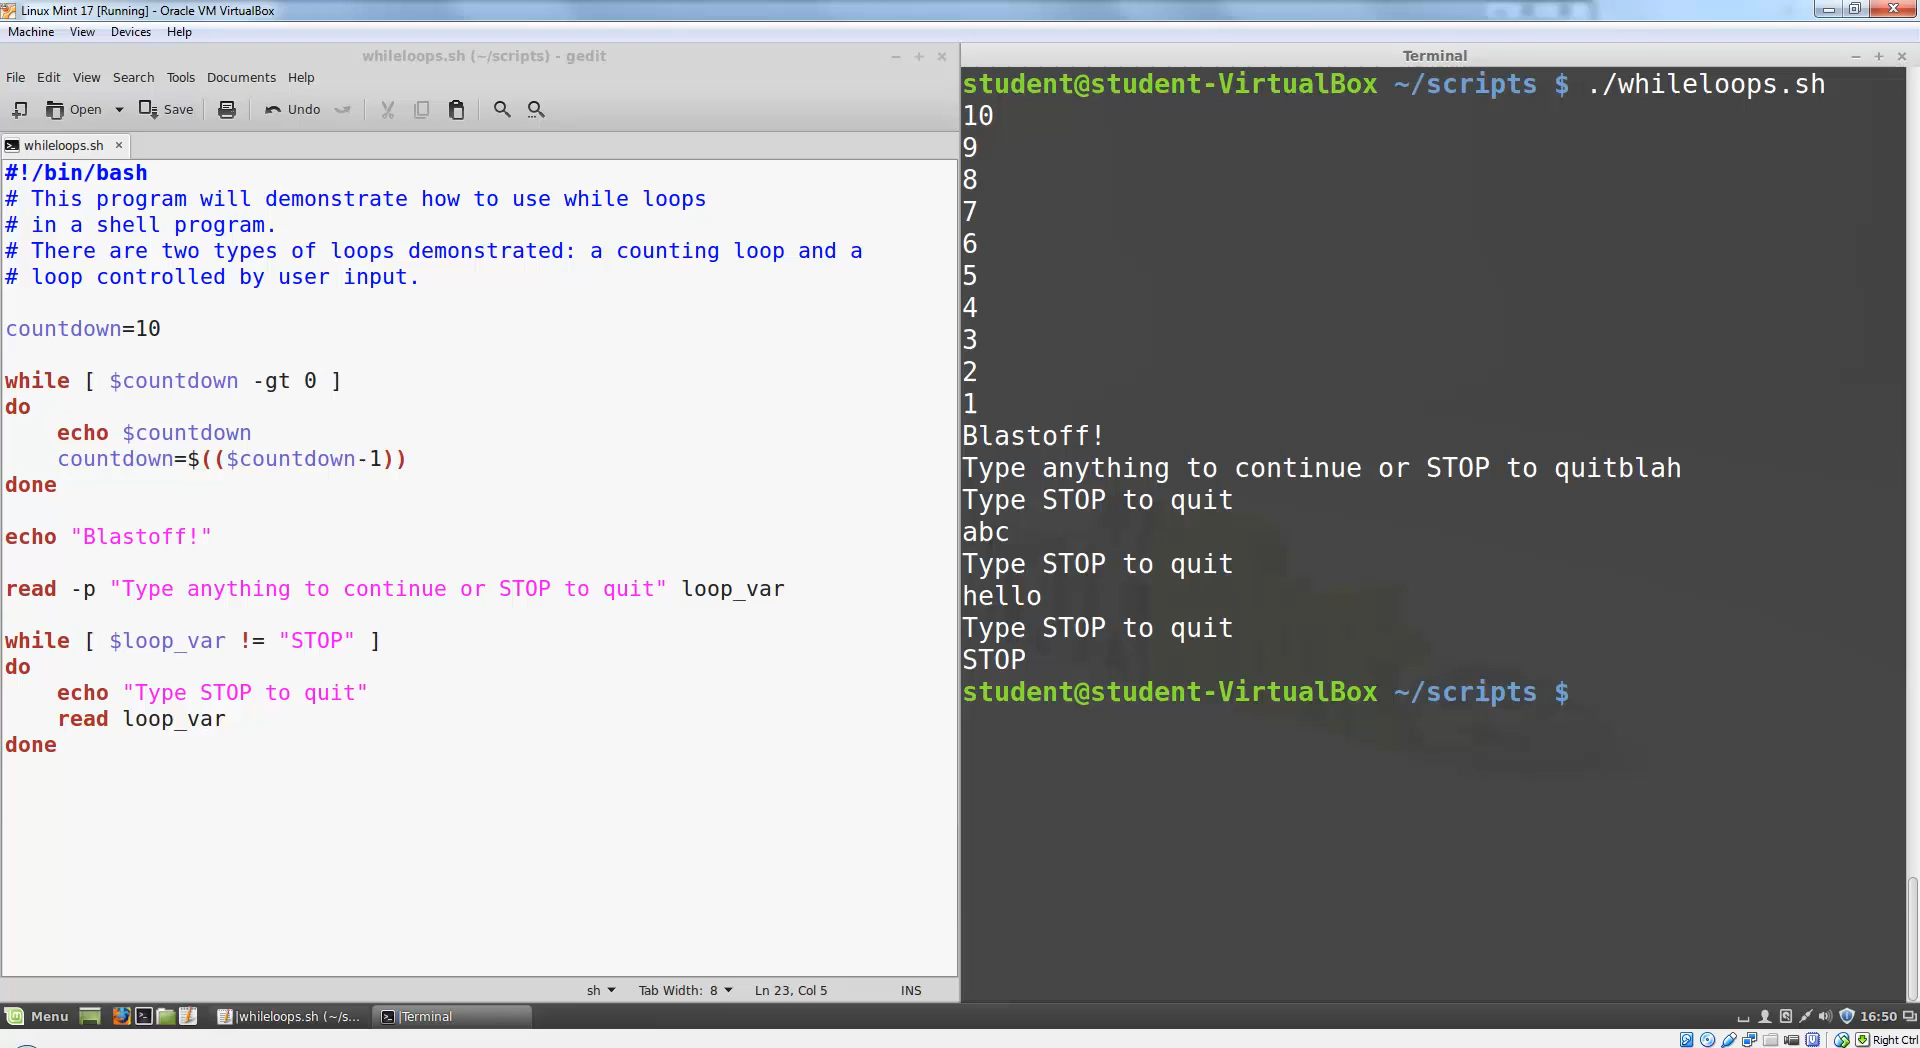 Linux Mint 17 [Running] - Oracle VM VirtualBox
Machine View Devices Help
whileloops.sh (~/scripts) - gedit
File Edit View Search Tools Documents Help
Open Save Undo
whileloops.sh
#!/bin/bash
# This program will demonstrate how to use while loops
# in a shell program.
# There are two types of loops demonstrated: a counting loop and a
# loop controlled by user input.
countdown=10
while [ $countdown -gt 0 ]
do
    echo $countdown
    countdown=$(($countdown-1))
done
echo "Blastoff!"
read -p "Type anything to continue or STOP to quit" loop_var
while [ $loop_var != "STOP" ]
do
    echo "Type STOP to quit"
    read loop_var
done
sh Tab Width: 8 Ln 23, Col 5 INS
Terminal
student@student-VirtualBox ~/scripts $ ./whileloops.sh
10
9
8
7
6
5
4
3
2
1
Blastoff!
Type anything to continue or STOP to quitblah
Type STOP to quit
abc
Type STOP to quit
hello
Type STOP to quit
STOP
student@student-VirtualBox ~/scripts $
Menu |whileloops.sh (~/s... |Terminal 16:50
Right Ctrl